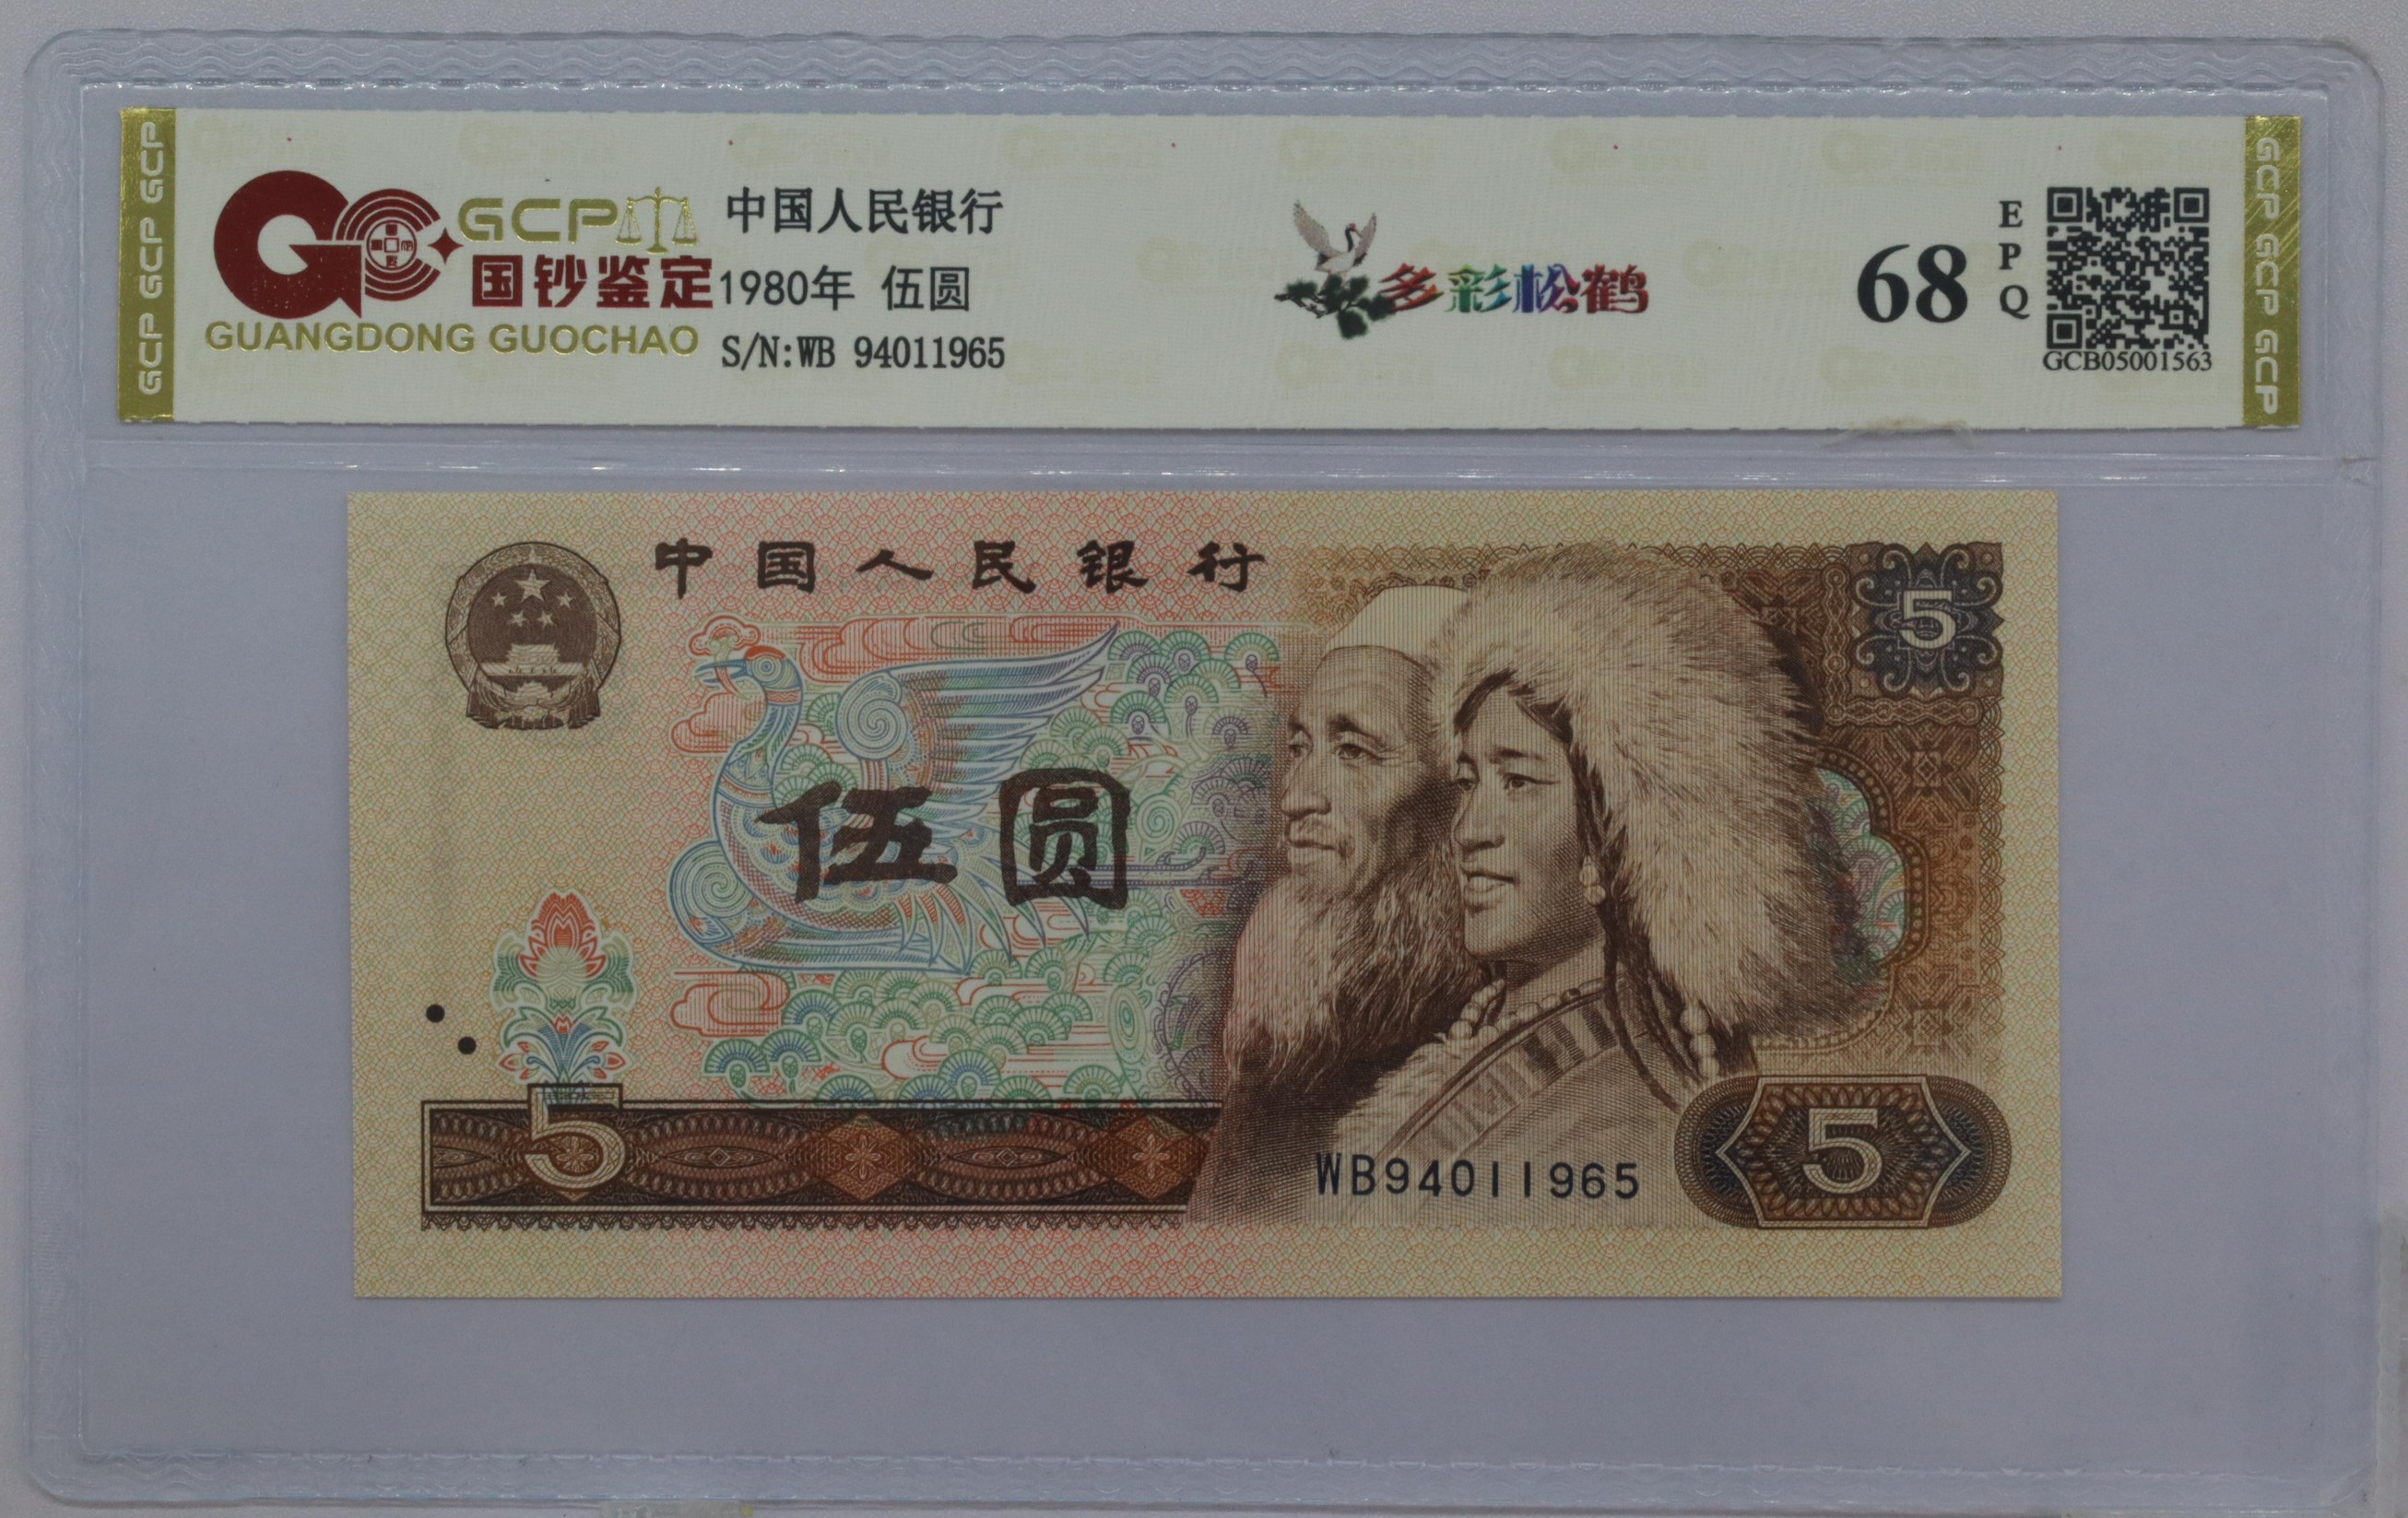 GCP GCP GCP
GCP
国钞鉴定
GUANGDONG GUOCHAO
中国人民银行
1980年 伍圆
S/N:WB 94011965
多彩松鹤
68
EPQ
GCB05001563
GCP GCP GCP
中国人民银行
5
伍圆
5
WB94011965
5